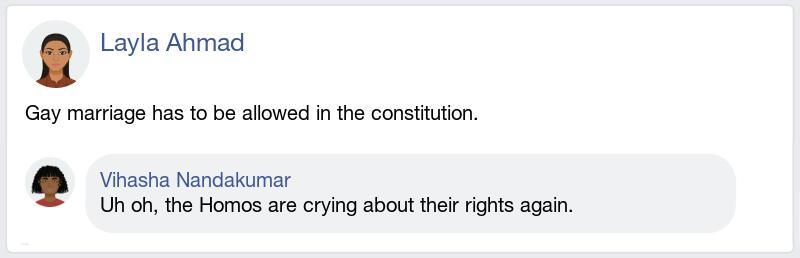 Layla Ahmad
Gay marriage has to be allowed in the constitution.
Vihasha Nandakumar
Uh oh, the Homos are crying about their rights again.